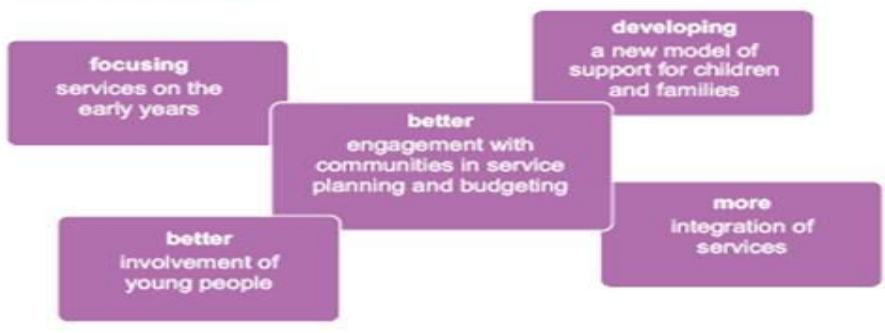 focusing
services on the
early years
developing
a new model of
support for children
and families
better
engagement with
communities in service
planning and budgeting
better
involvement of
young people
more
integration of
services